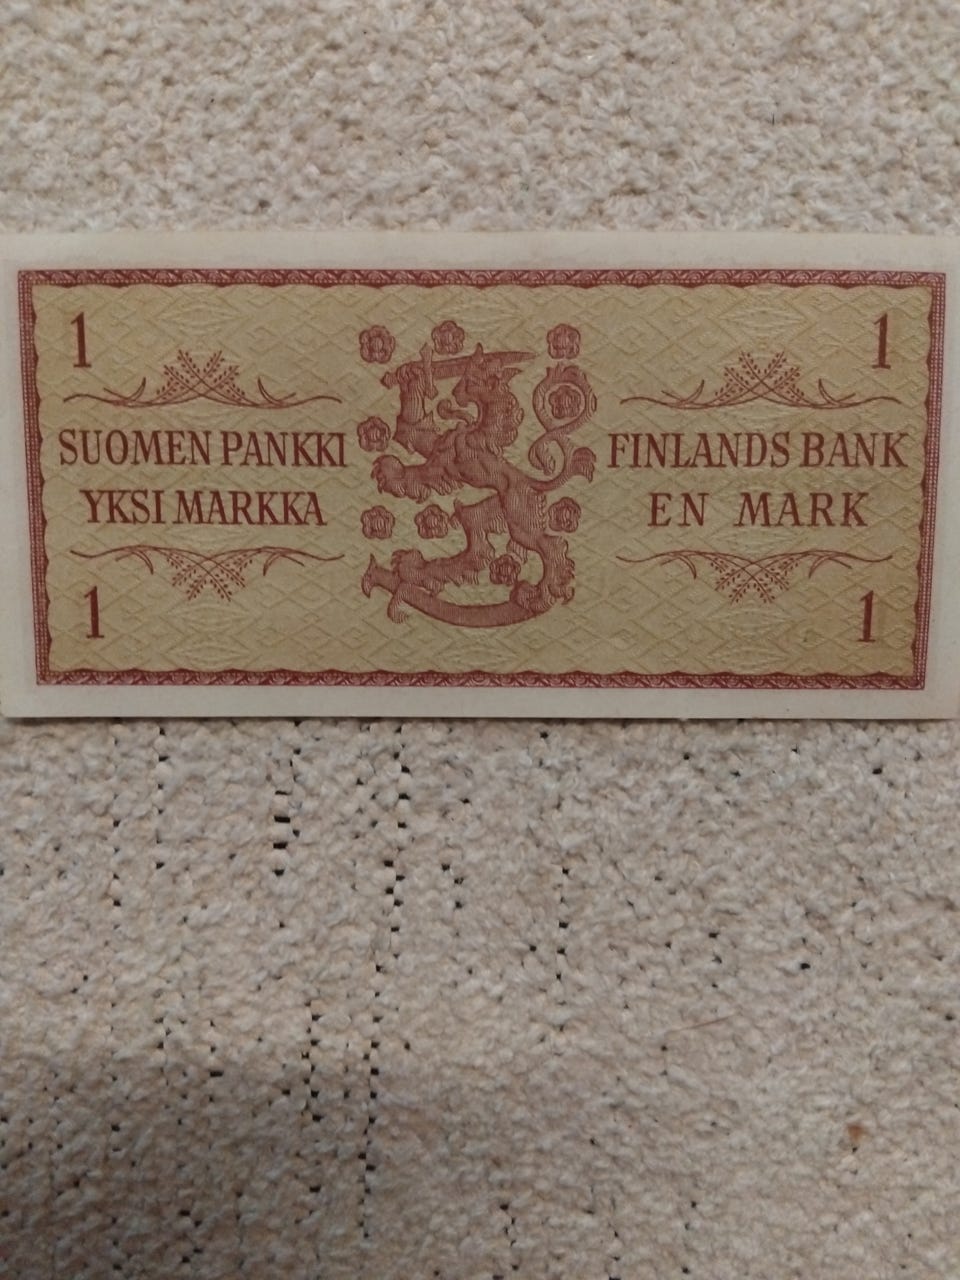 1
1
SUOMEN PANKKI
YKSI MARKKA
FINLANDS BANK
EN MARK
1
1